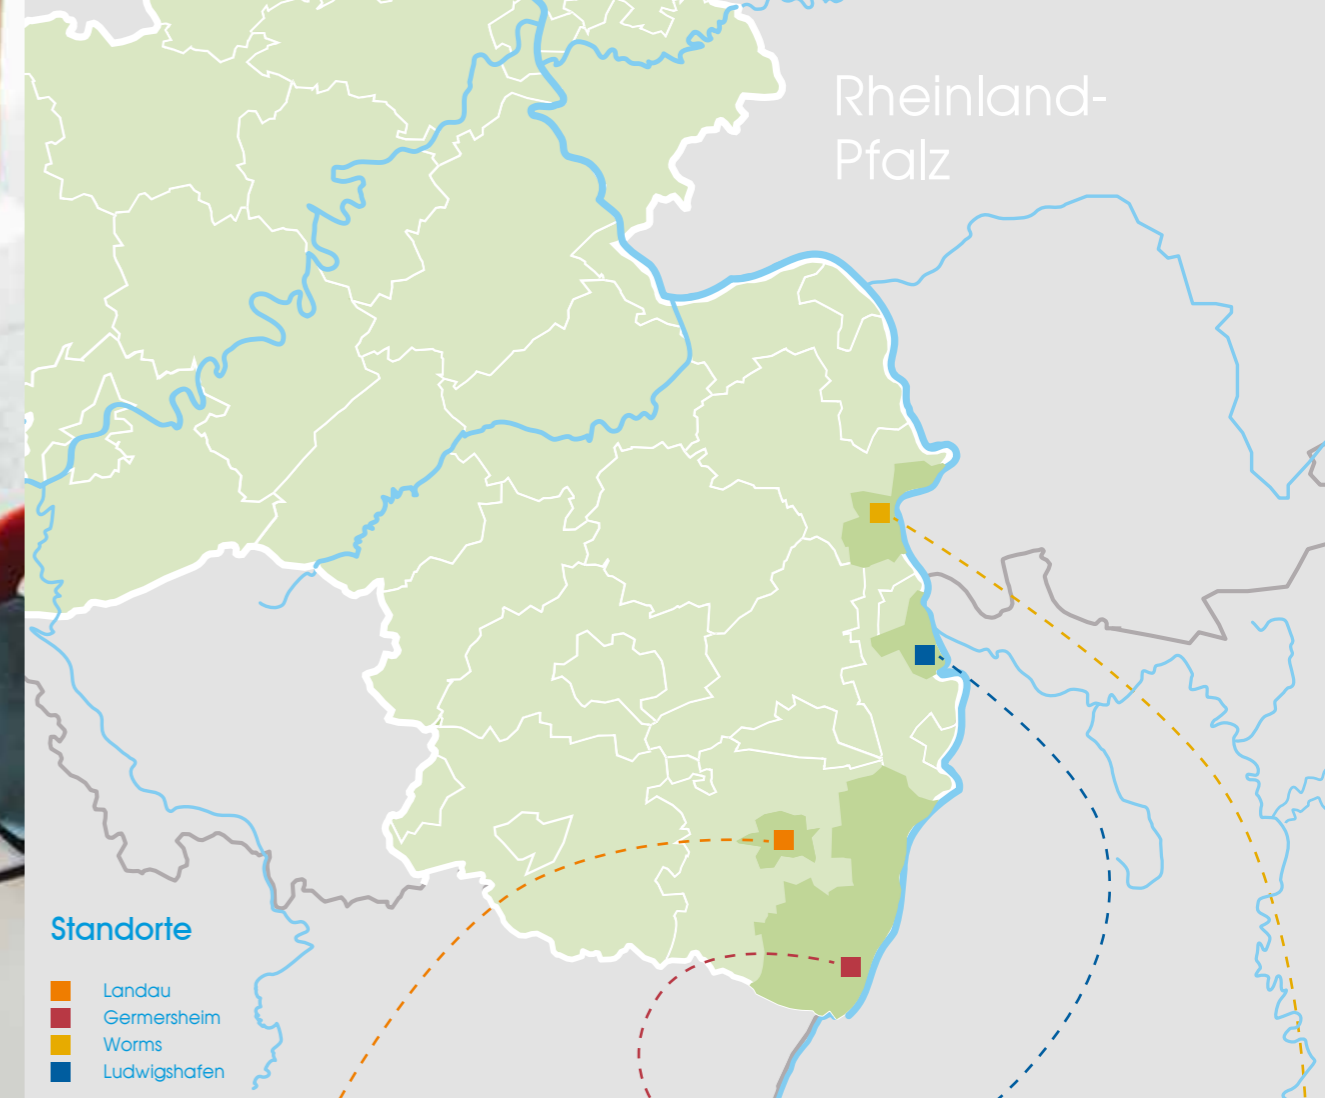 Rheinland-
Pfalz
Standorte
Landau
Germersheim
Worms
Ludwigshafen